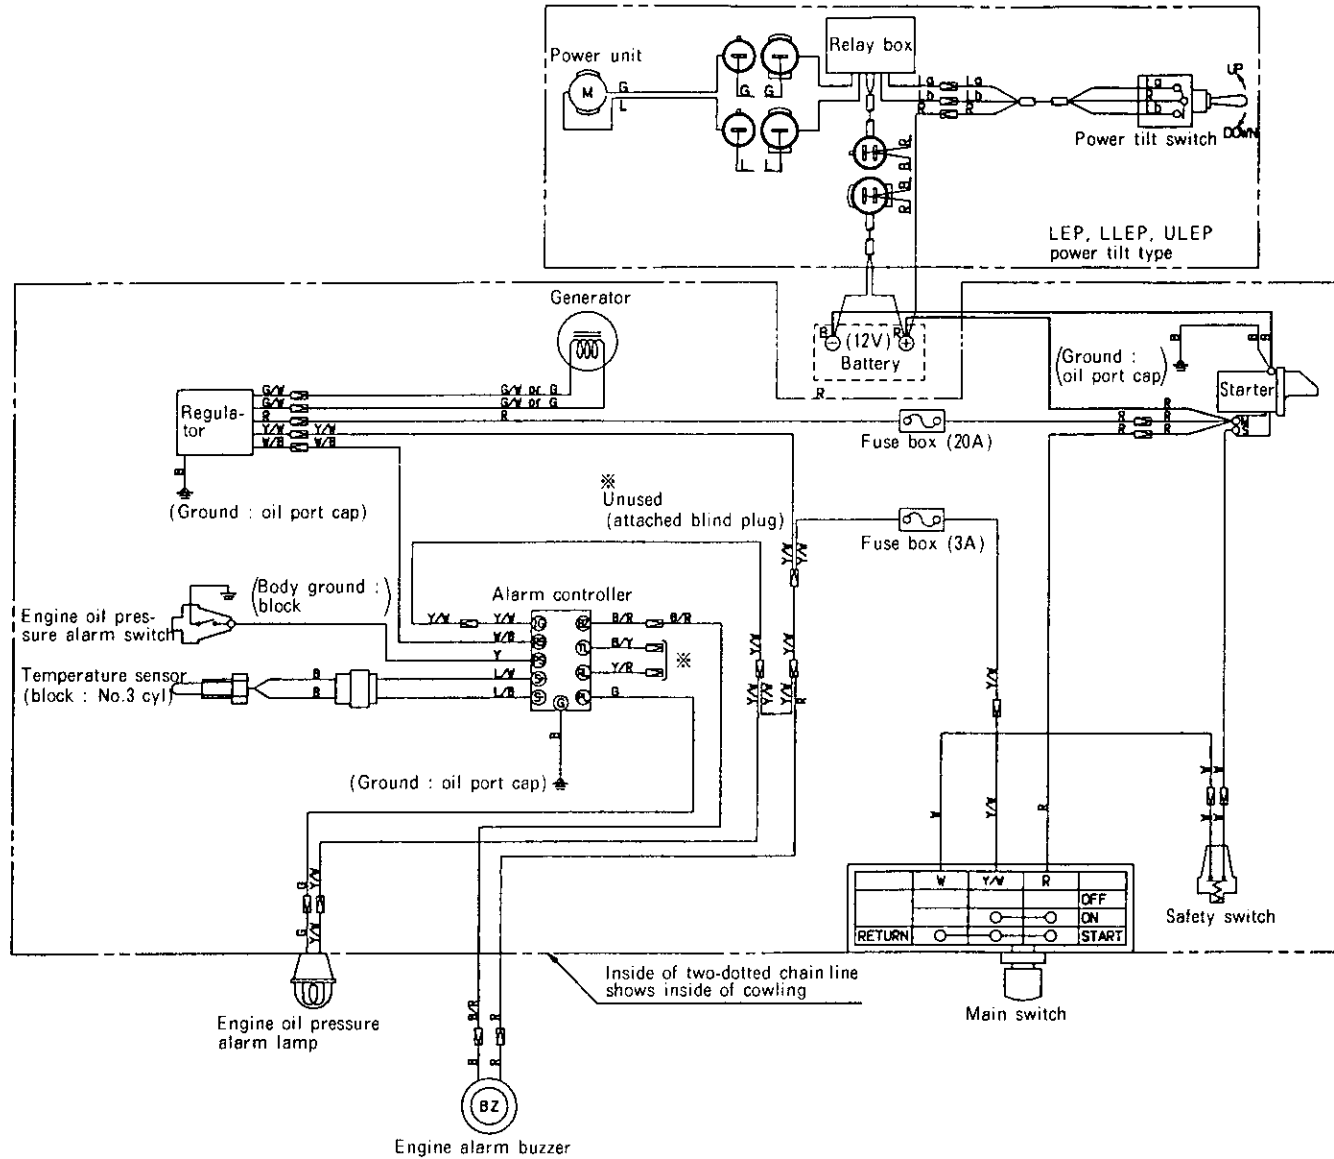 Power unit
M
G
L
G
G
L
L
Relay box
La
Lb
R
La
Lb
R
La
R
Lb
UP
DOWN
Power tilt switch
R
B
B
R
LEP, LLEP, ULEP
power tilt type
Generator
B
R
(12V)
Battery
R
(Ground :
oil port cap)
B
B
B
Starter
Regula-
tor
G/W
G/W
R
Y/W
W/B
Y/W
W/B
G/W or G
G/W or G
R
Fuse box (20A)
R
R
R
R
R
M
S
B
(Ground : oil port cap)
※
Unused
(attached blind plug)
Fuse box (3A)
Y/W
Y/W
(Body ground :
block)
Engine oil pres-
sure alarm switch
Temperature sensor
(block : No.3 cyl)
B
B
Alarm controller
Y/W
Y/W
W/B
Y
L/W
L/B
B/R
B/R
B/Y
Y/R
G
※
G
B
(Ground : oil port cap)
Y/W
Y/W
Y/W
Y/W
Y/W
R
Y/W
Y/W
R
W
G
Y/W
G
Y/W
W
Y/W
R
OFF
ON
RETURN
START
Safety switch
Main switch
Inside of two-dotted chain line
shows inside of cowling
Engine oil pressure
alarm lamp
B/R
R
B
R
BZ
Engine alarm buzzer